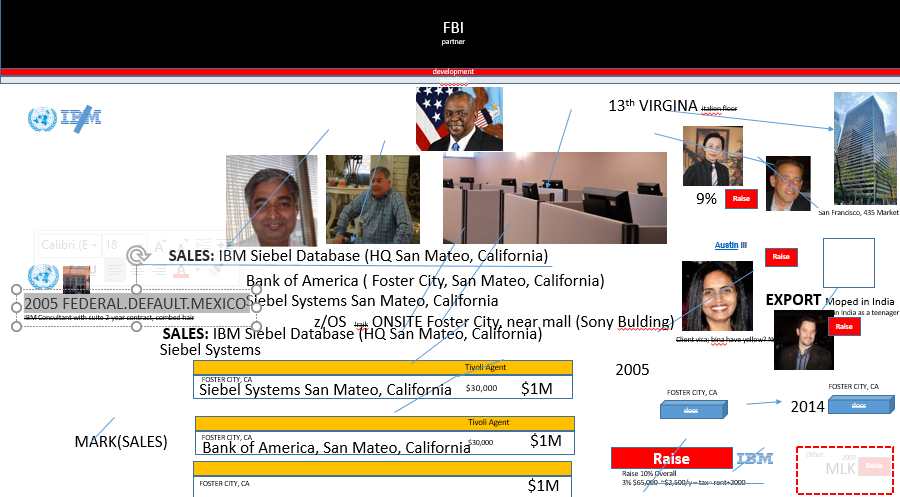 FBI
partner
development
13th VIRGINA Italien floor
IBM
9%
Raise
San Francisco, 435 Market
Calibri (E
18
SALES: IBM Siebel Database (HQ San Mateo, California)
Austin III
Raise
Bank of America ( Foster City, San Mateo, California)
2005 FEDERAL.DEFAULT.MEXICO
Siebel Systems San Mateo, California)
EXPORT Moped in India
in India as a teenager
IBM Consultant with suite 2-year contract, combed hair
z/OS ONSITE Foster City, near mall (Sony Bulding)
Raise
SALES: IBM Siebel Database (HQ San Mateo, California)
Client visa; bina have yellow?
Siebel Systems
Tivoli Agent
2005
FOSTER CITY, CA
Siebel Systems San Mateo, California
$30,000
$1M
FOSTER CITY, CA
docs
FOSTER CITY, CA
2014
docs
Tivoli Agent
MARK(SALES)
FOSTER CITY, CA
Bank of America, San Mateo, California
$30,000
$1M
Raise
IBM
Other:
2007
MLK
Raise
Raise 10% Overall
3% $65,000 ~$2,500/y – tax– rent+2000
FOSTER CITY, CA
$1M